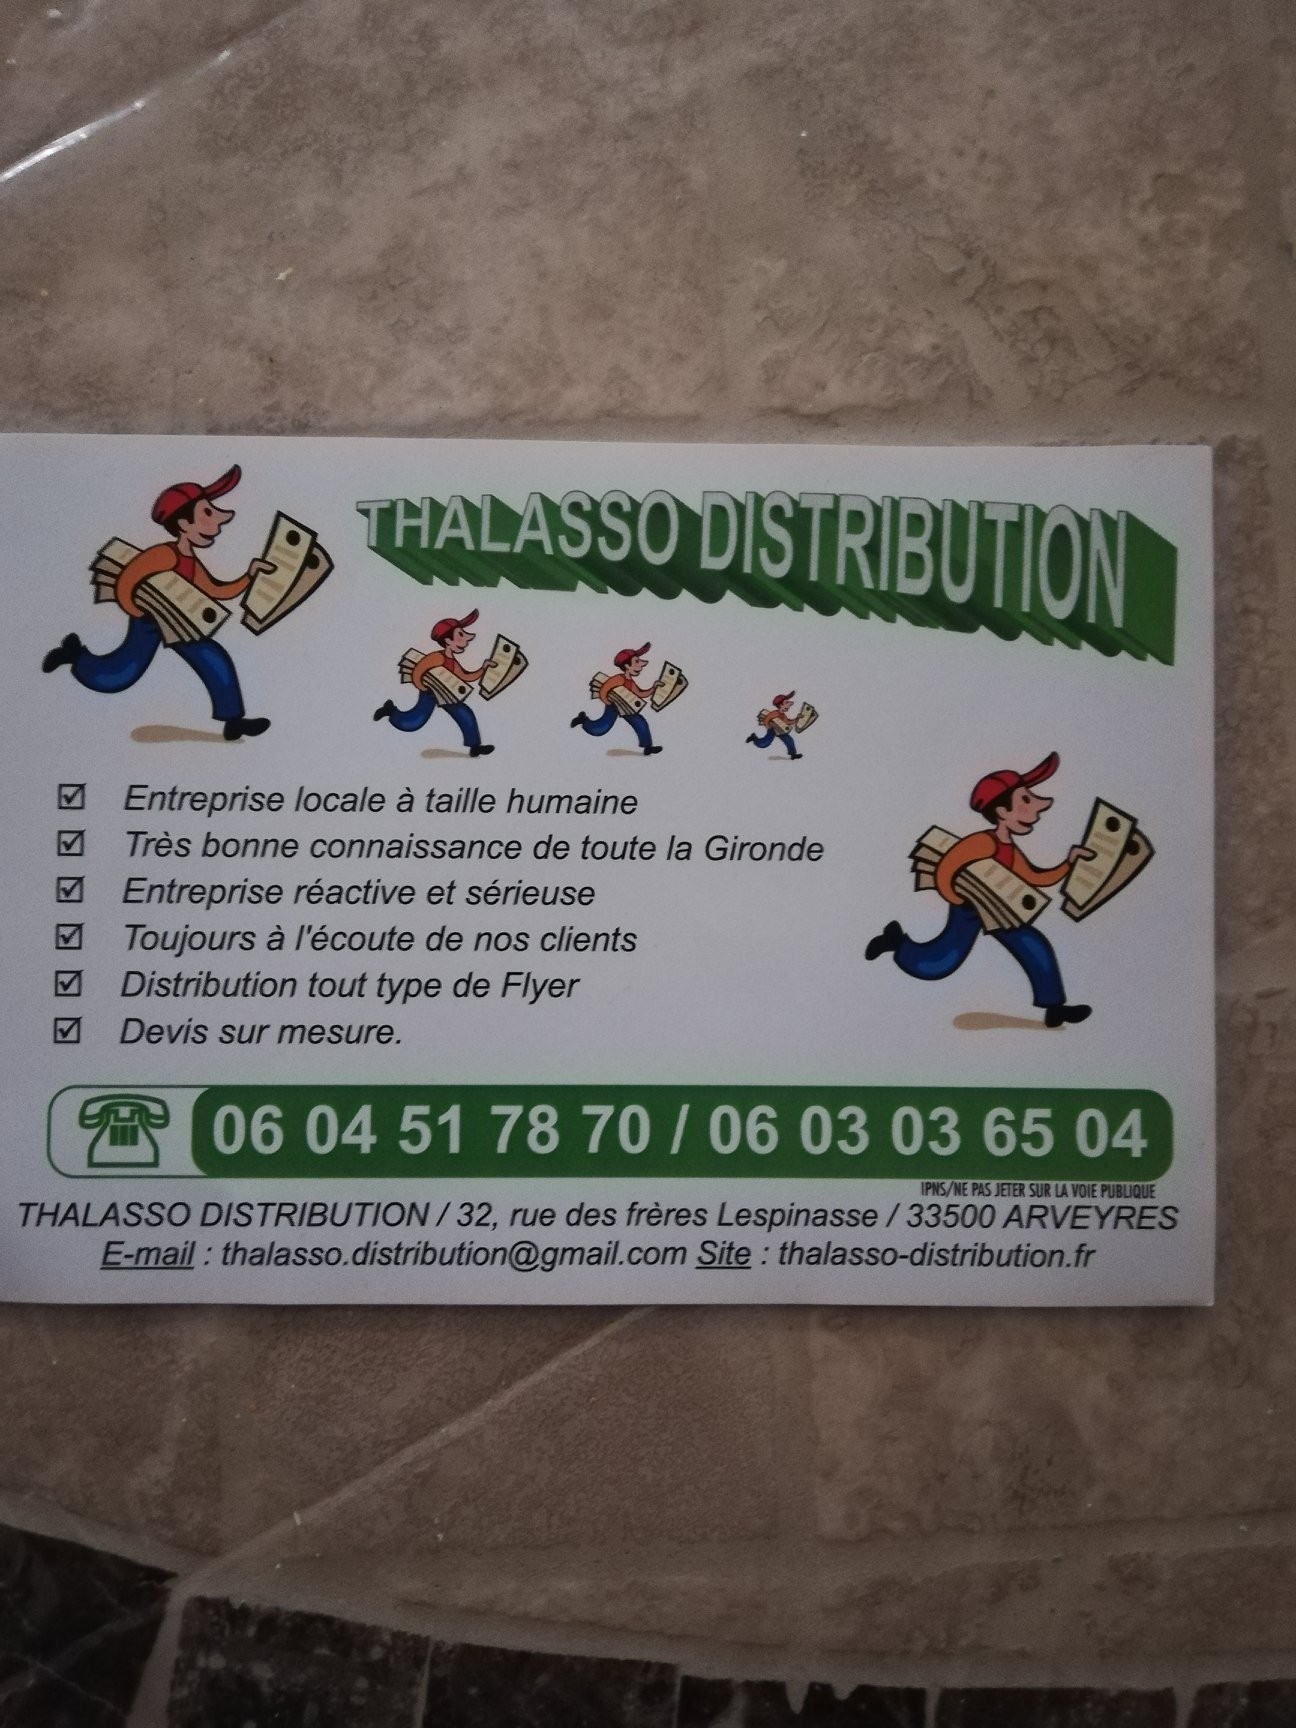 THALASSO DISTRIBUTION
Entreprise locale à taille humaine
Très bonne connaissance de toute la Gironde
Entreprise réactive et sérieuse
Toujours à l'écoute de nos clients
Distribution tout type de Flyer
Devis sur mesure.
06 04 51 78 70 / 06 03 03 65 04
IPNS/NE PAS JETER SUR LA VOIE PUBLIQUE
THALASSO DISTRIBUTION / 32, rue des frères Lespinasse / 33500 ARVEYRES
E-mail : thalasso.distribution@gmail.com Site : thalasso-distribution.fr